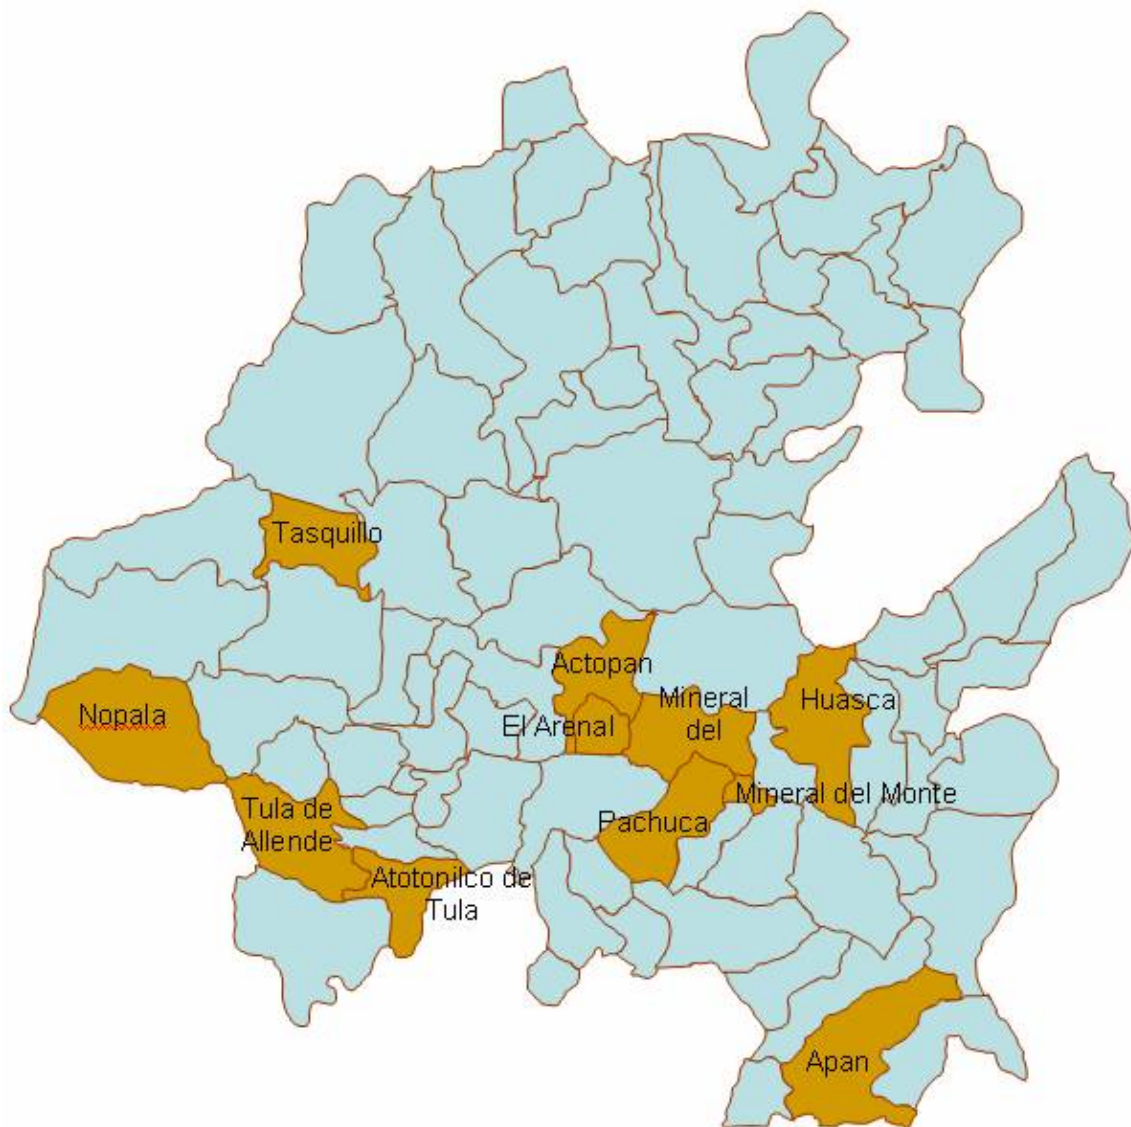 Tasquillo
Actopan
Nopala
El Arenal
Mineral
del
Huasca
Tula de
Allende
Mineral del Monte
Pachuca
Atotonilco de
Tula
Apan